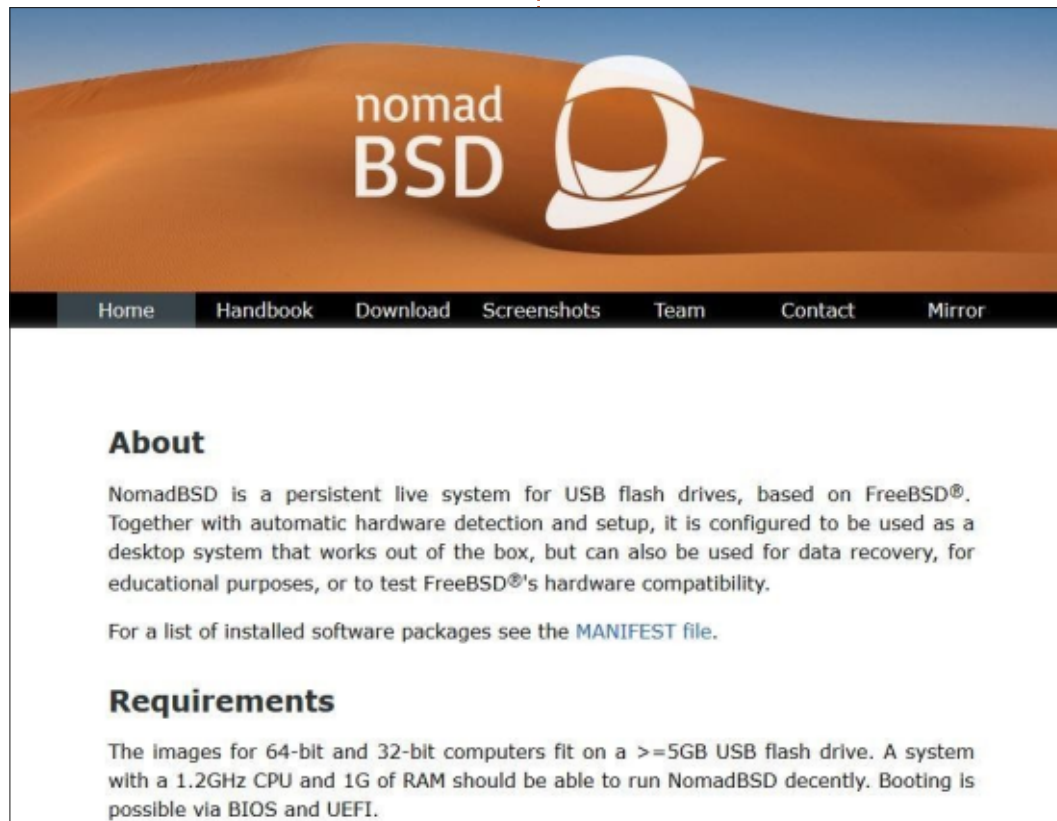 nomad
BSD
Home Handbook Download Screenshots Team Contact Mirror
About
NomadBSD is a persistent live system for USB flash drives, based on FreeBSD®.
Together with automatic hardware detection and setup, it is configured to be used as a
desktop system that works out of the box, but can also be used for data recovery, for
educational purposes, or to test FreeBSD®'s hardware compatibility.
For a list of installed software packages see the MANIFEST file.
Requirements
The images for 64-bit and 32-bit computers fit on a >=5GB USB flash drive. A system
with a 1.2GHz CPU and 1G of RAM should be able to run NomadBSD decently. Booting is
possible via BIOS and UEFI.